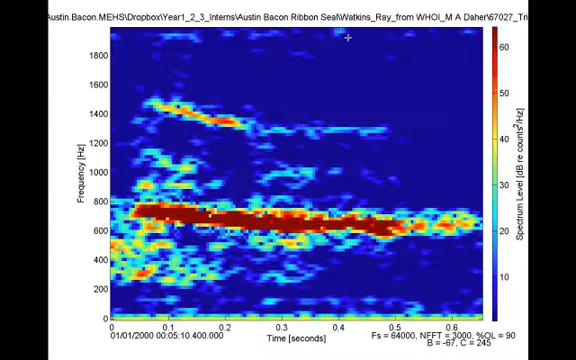 Austin.Bacon.MEHS\Dropbox\Year1_2_3_Interns\Austin Bacon Ribbon Seal\Watkins_Ray_from WHOI_M A Daher\67027_Tri
1800
1600
1400
1200
1000
800
600
400
200
0
Frequency [Hz]
0 0.1 0.2 0.3 0.4 0.5 0.6
Time [seconds]
01/01/2000 00:05:10.400.000
Fs = 64000, NFFT = 3000, %OL = 90
B = -67, C = 245
60
50
40
30
20
10
Spectrum Level [dB re counts²/Hz]